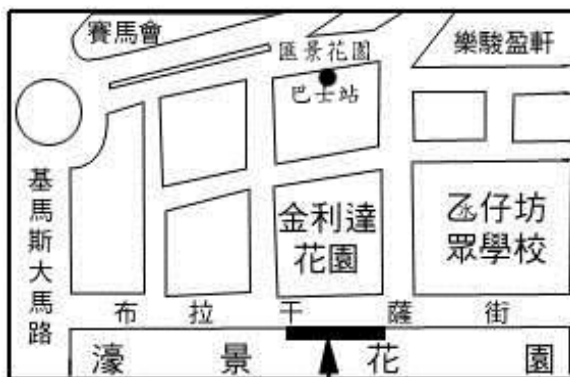 賽馬會
樂駿盈軒
匯景花園
巴士站
基馬斯大馬路
金利達
花園
氹仔坊
眾學校
布拉干薩街
濠景花園